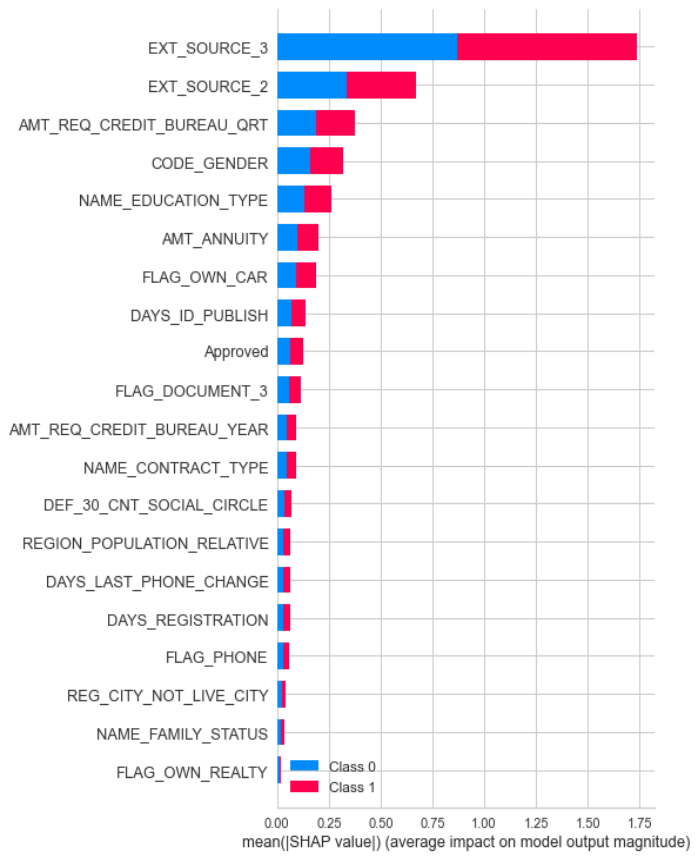 EXT_SOURCE_3
EXT_SOURCE_2
AMT_REQ_CREDIT_BUREAU_QRT
CODE_GENDER
NAME_EDUCATION_TYPE
AMT_ANNUITY
FLAG_OWN_CAR
DAYS_ID_PUBLISH
Approved
FLAG_DOCUMENT_3
AMT_REQ_CREDIT_BUREAU_YEAR
NAME_CONTRACT_TYPE
DEF_30_CNT_SOCIAL_CIRCLE
REGION_POPULATION_RELATIVE
DAYS_LAST_PHONE_CHANGE
DAYS_REGISTRATION
FLAG_PHONE
REG_CITY_NOT_LIVE_CITY
NAME_FAMILY_STATUS
FLAG_OWN_REALTY
Class 0
Class 1
0.00 0.25 0.50 0.75 1.00 1.25 1.50 1.75
mean(|SHAP value|) (average impact on model output magnitude)